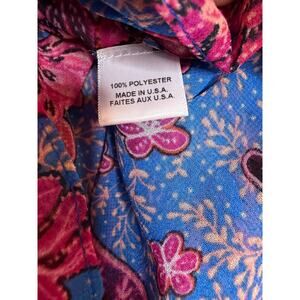 100% POLYESTER
MADE IN U.S.A.
FAITES AUX U.S.A.